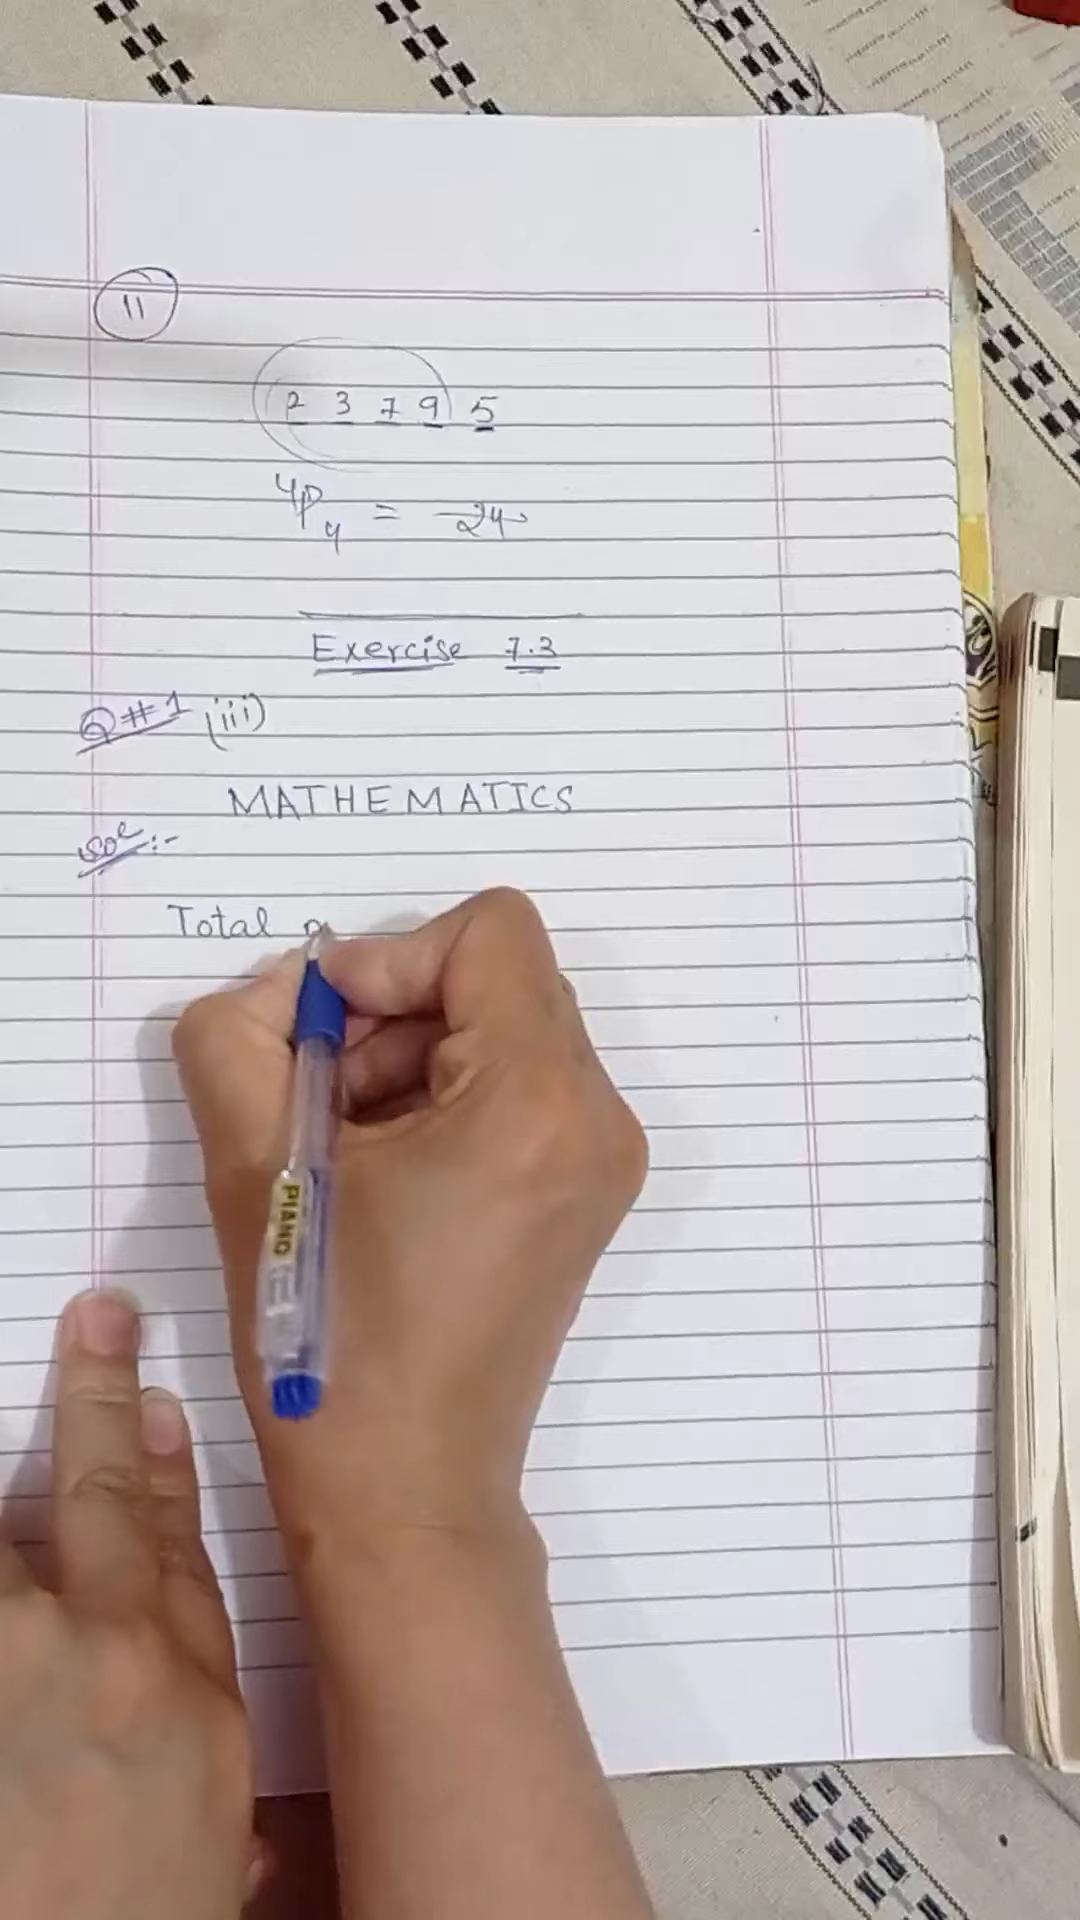 11
2 3 7 9 5
4P4 = 24
Exercise 7.3
Q#1 (iii)
MATHEMATICS
Sol:-
Total
PIANO